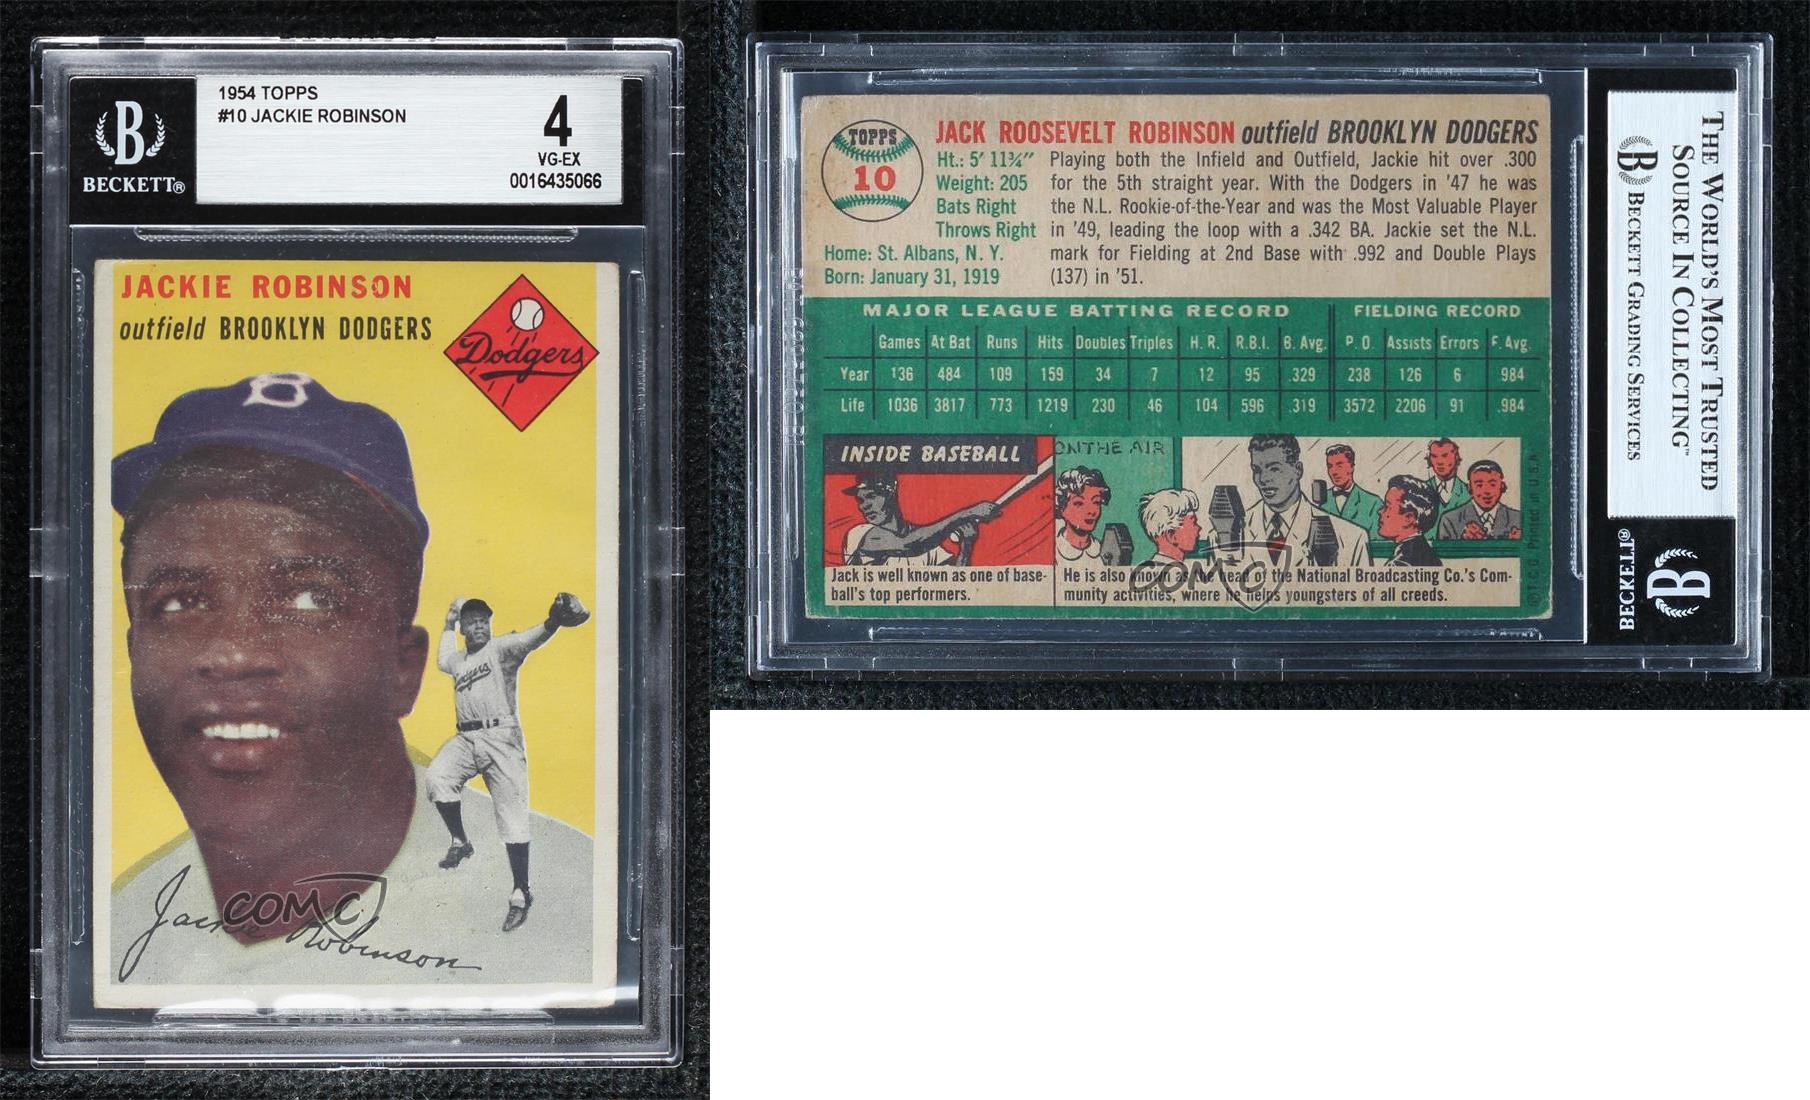 1954 TOPPS
#10 JACKIE ROBINSON
4
VG-EX
0016435066
B
BECKETT®
JACKIE ROBINSON
outfield BROOKLYN DODGERS
Dodgers
B
Dodgers
Jackie Robinson
COMC
TOPPS
10
JACK ROOSEVELT ROBINSON outfield BROOKLYN DODGERS
Ht.: 5' 11¾"
Weight: 205
Bats Right
Throws Right
Home: St. Albans, N. Y.
Born: January 31, 1919
Playing both the Infield and Outfield, Jackie hit over .300
for the 5th straight year. With the Dodgers in '47 he was
the N.L. Rookie-of-the-Year and was the Most Valuable Player
in '49, leading the loop with a .342 BA. Jackie set the N.L.
mark for Fielding at 2nd Base with .992 and Double Plays
(137) in '51.
MAJOR LEAGUE BATTING RECORD FIELDING RECORD
Games At Bat Runs Hits Doubles Triples H. R. R.B.I. B. Avg. P. O. Assists Errors F. Avg.
Year 136 484 109 159 34 7 12 95 .329 238 126 6 .984
Life 1036 3817 773 1219 230 46 104 596 .319 3572 2206 91 .984
INSIDE BASEBALL
ON THE AIR
Jack is well known as one of base-
ball's top performers.
He is also known as the head of the National Broadcasting Co.'s Com-
munity activities, where he helps youngsters of all creeds.
COMC
© T.C.G. Printed in U.S.A.
THE WORLD'S MOST TRUSTED
SOURCE IN COLLECTING™
B BECKETT GRADING SERVICES
B
BECKETT®